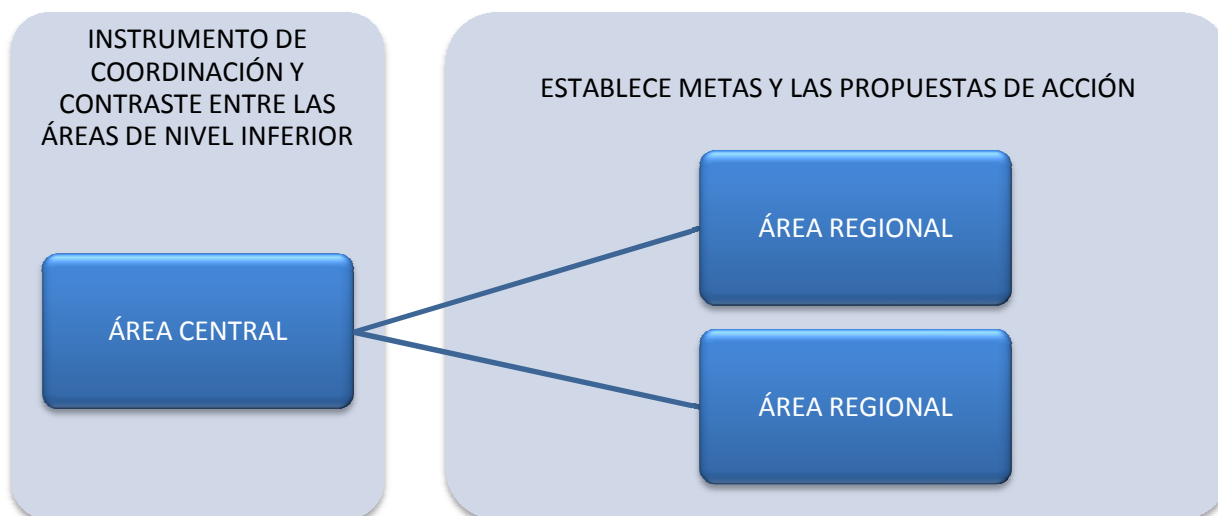 INSTRUMENTO DE
COORDINACIÓN Y
CONTRASTE ENTRE LAS
ÁREAS DE NIVEL INFERIOR
ÁREA CENTRAL
ESTABLECE METAS Y LAS PROPUESTAS DE ACCIÓN
ÁREA REGIONAL
ÁREA REGIONAL